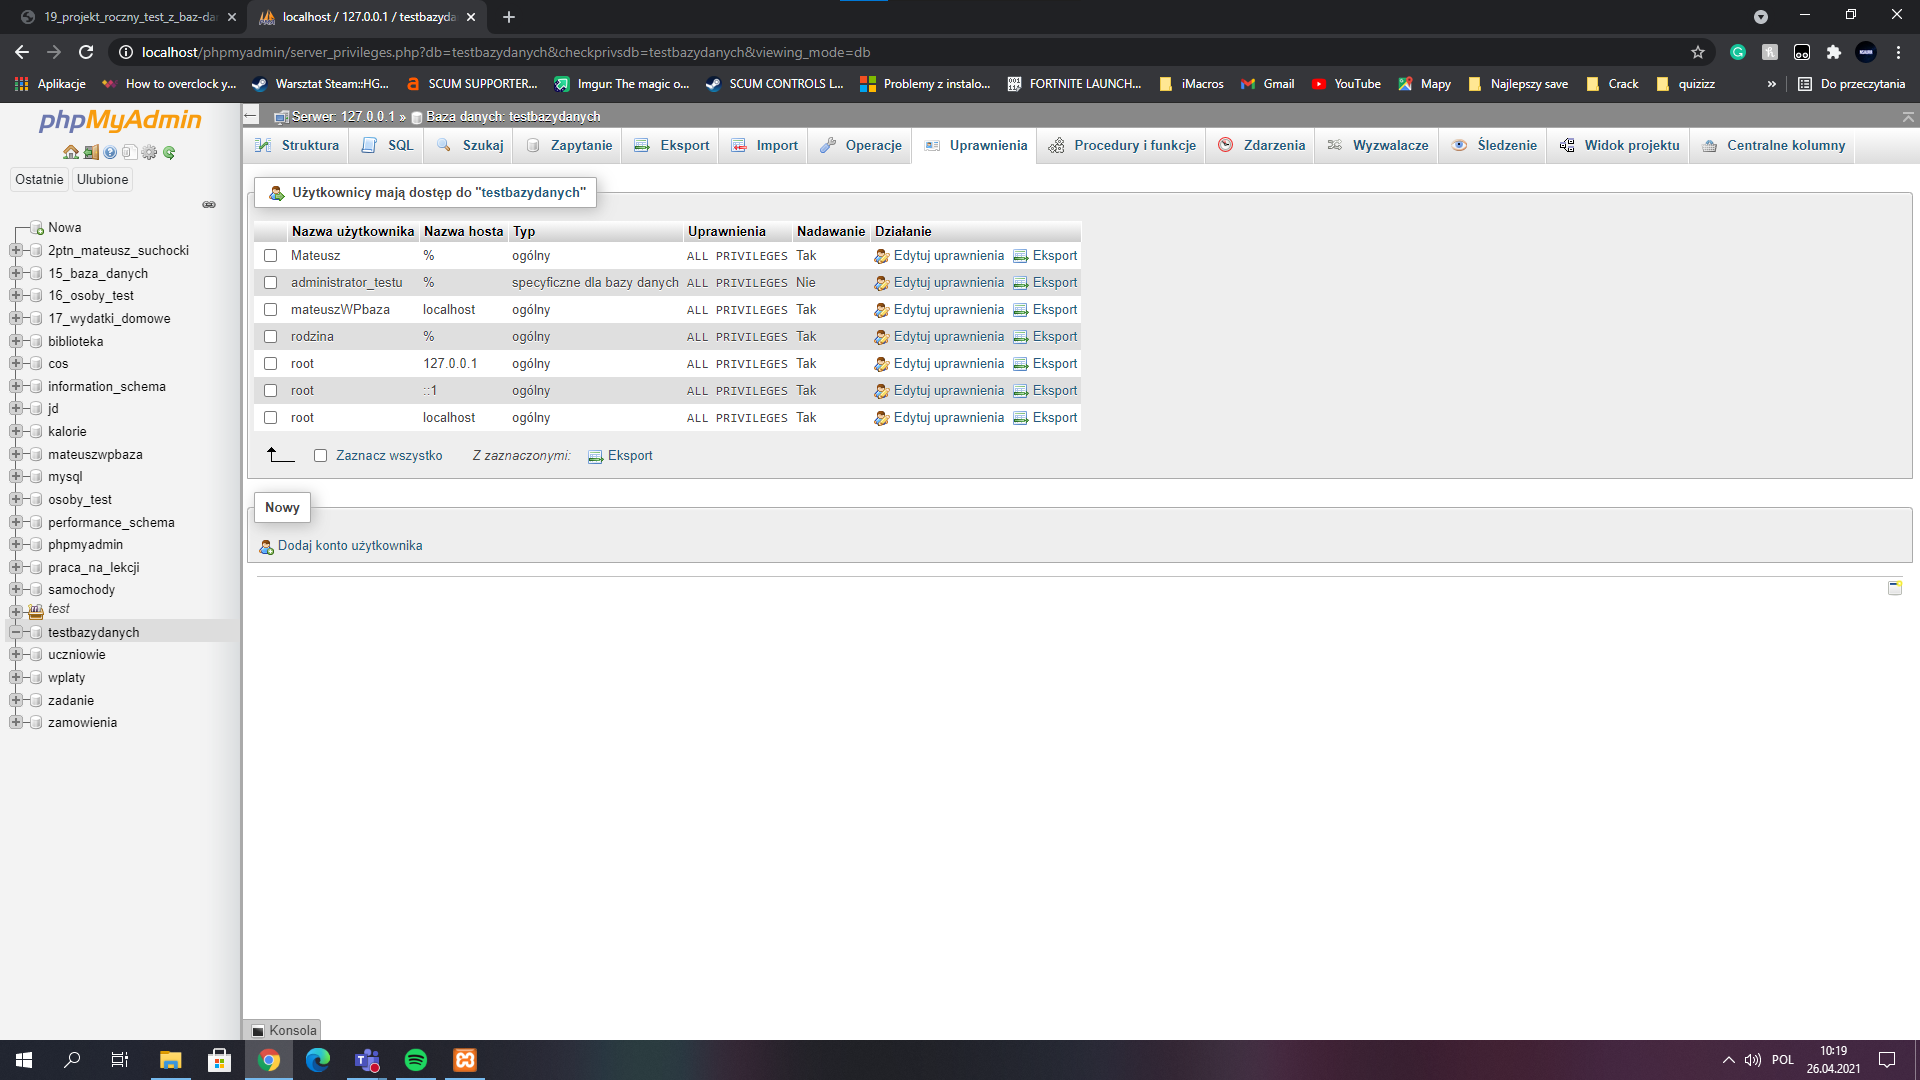 19_projekt_roczny_test_z_baz-da
localhost / 127.0.0.1 / testbazyda
localhost/phpmyadmin/server_privileges.php?db=testbazydanych&checkprivsdb=testbazydanych&viewing_mode=db
Aplikacje
How to overclock y...
Warsztat Steam::HG...
SCUM SUPPORTER...
Imgur: The magic o...
SCUM CONTROLS L...
Problemy z instalo...
FORTNITE LAUNCH...
iMacros
Gmail
YouTube
Mapy
Najlepszy save
Crack
quizizz
»
Do przeczytania
phpMyAdmin
Ostatnie
Ulubione
Nowa
2ptn_mateusz_suchocki
15_baza_danych
16_osoby_test
17_wydatki_domowe
biblioteka
cos
information_schema
jd
kalorie
mateuszwpbaza
mysql
osoby_test
performance_schema
phpmyadmin
praca_na_lekcji
samochody
test
testbazydanych
uczniowie
wplaty
zadanie
zamowienia
Serwer: 127.0.0.1 » Baza danych: testbazydanych
Struktura
SQL
Szukaj
Zapytanie
Eksport
Import
Operacje
Uprawnienia
Procedury i funkcje
Zdarzenia
Wyzwalacze
Śledzenie
Widok projektu
Centralne kolumny
Użytkownicy mają dostęp do "testbazydanych"
Nazwa użytkownika Nazwa hosta Typ Uprawnienia Nadawanie Działanie
Mateusz % ogólny ALL PRIVILEGES Tak Edytuj uprawnienia Eksport
administrator_testu % specyficzne dla bazy danych ALL PRIVILEGES Nie Edytuj uprawnienia Eksport
mateuszWPbaza localhost ogólny ALL PRIVILEGES Tak Edytuj uprawnienia Eksport
rodzina % ogólny ALL PRIVILEGES Tak Edytuj uprawnienia Eksport
root 127.0.0.1 ogólny ALL PRIVILEGES Tak Edytuj uprawnienia Eksport
root ::1 ogólny ALL PRIVILEGES Tak Edytuj uprawnienia Eksport
root localhost ogólny ALL PRIVILEGES Tak Edytuj uprawnienia Eksport
Zaznacz wszystko Z zaznaczonymi: Eksport
Nowy
Dodaj konto użytkownika
Konsola
POL
10:19
26.04.2021